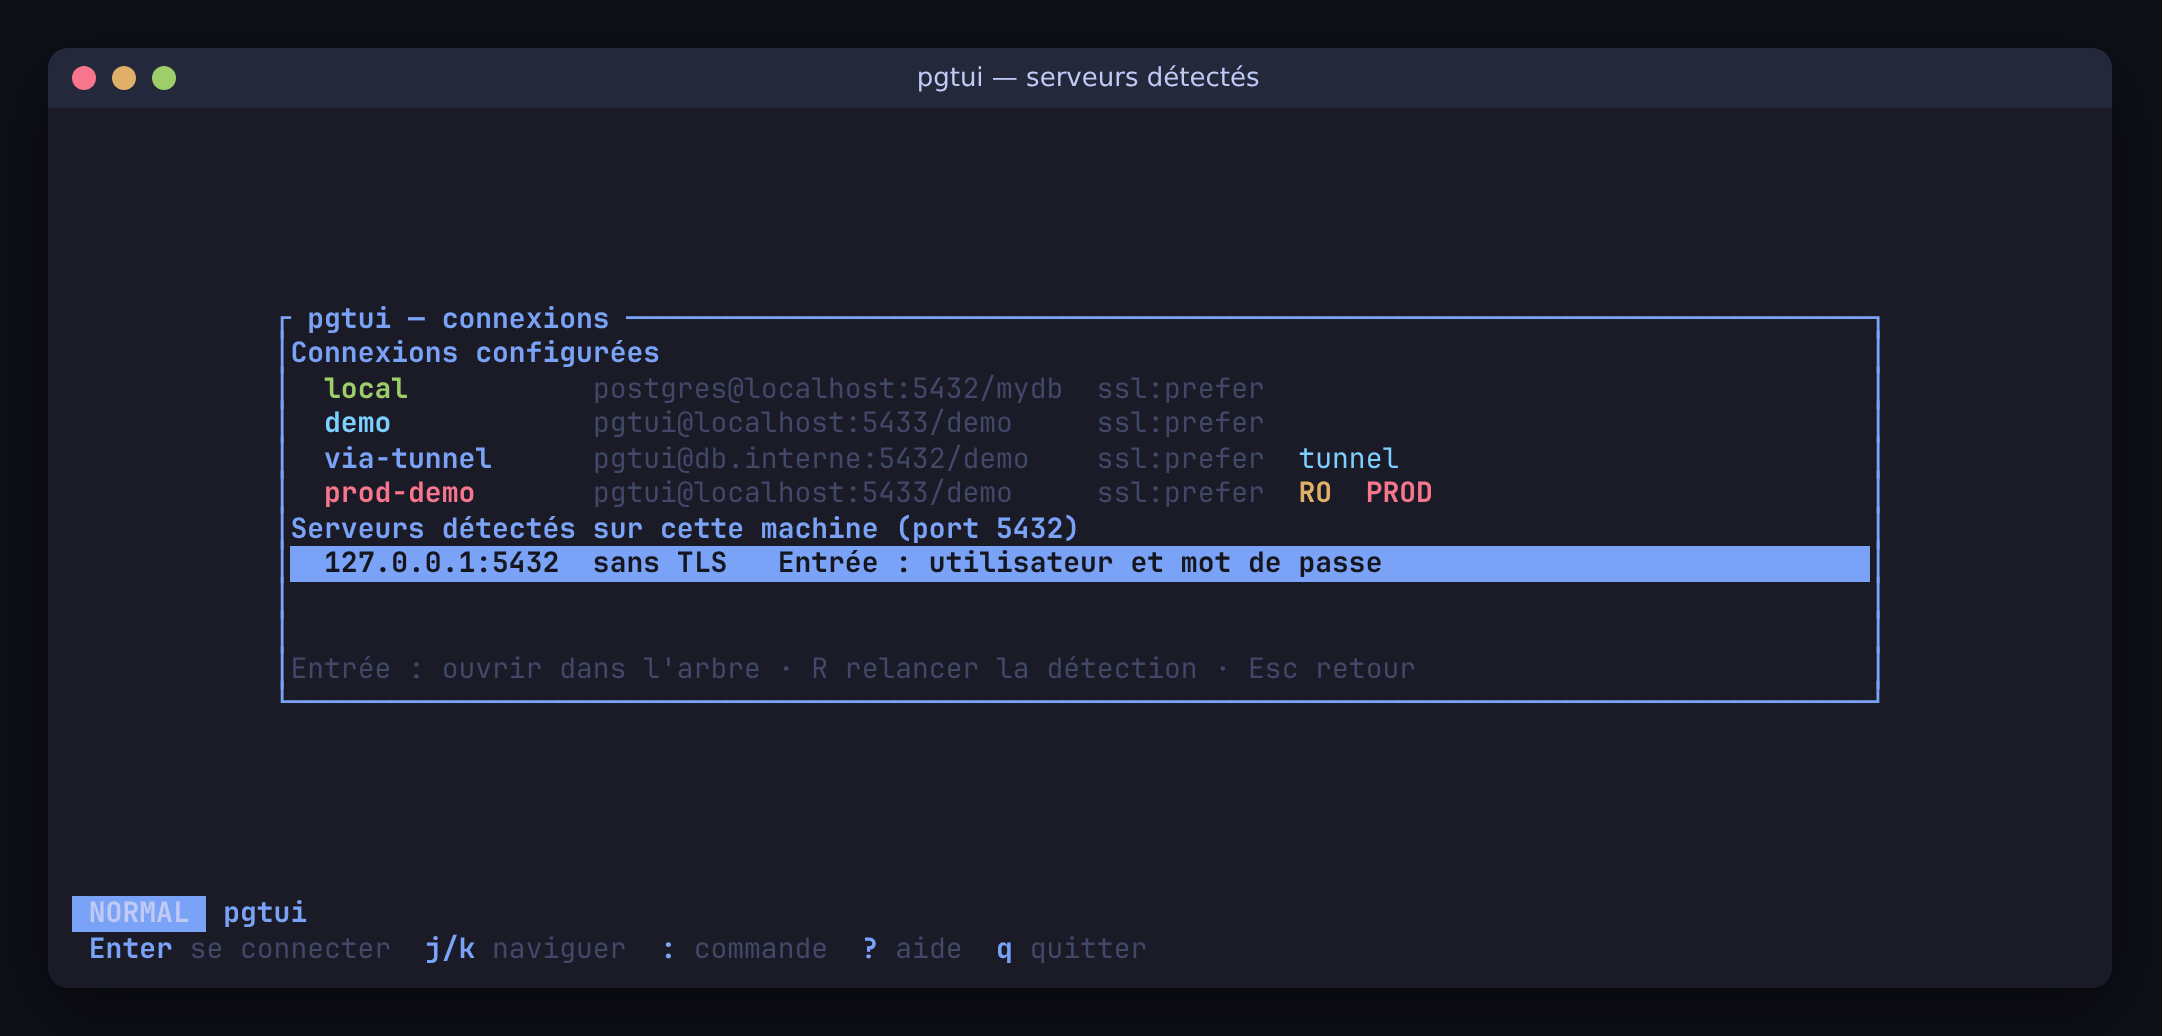 pgtui — serveurs détectés
pgtui — connexions
Connexions configurées
local postgres@localhost:5432/mydb ssl:prefer
demo pgtui@localhost:5433/demo ssl:prefer
via-tunnel pgtui@db.interne:5432/demo ssl:prefer tunnel
prod-demo pgtui@localhost:5433/demo ssl:prefer RO PROD
Serveurs détectés sur cette machine (port 5432)
127.0.0.1:5432 sans TLS Entrée : utilisateur et mot de passe
Entrée : ouvrir dans l'arbre · R relancer la détection · Esc retour
NORMAL pgtui
Enter se connecter j/k naviguer : commande ? aide q quitter